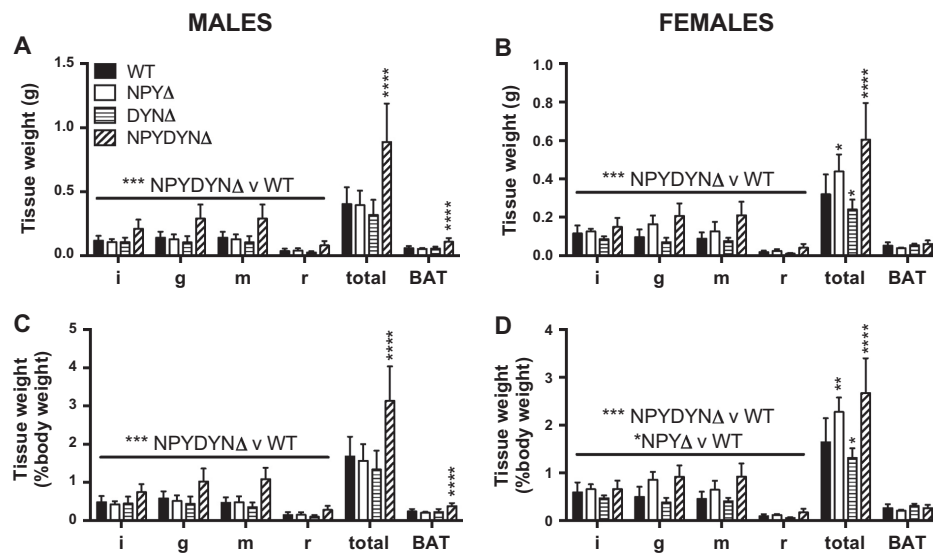 MALES
FEMALES
A
Tissue weight (g)
1.5
1.0
0.5
0.0
WT
NPYΔ
DYNΔ
NPYDYNΔ
*** NPYDYNΔ v WT
****
****
i g m r total BAT
B
Tissue weight (g)
1.0
0.8
0.6
0.4
0.2
0.0
*** NPYDYNΔ v WT
*
*
****
i g m r total BAT
C
Tissue weight
(%body weight)
5
4
3
2
1
0
*** NPYDYNΔ v WT
****
****
i g m r total BAT
D
Tissue weight
(%body weight)
4
3
2
1
0
*** NPYDYNΔ v WT
*NPYΔ v WT
**
*
****
i g m r total BAT